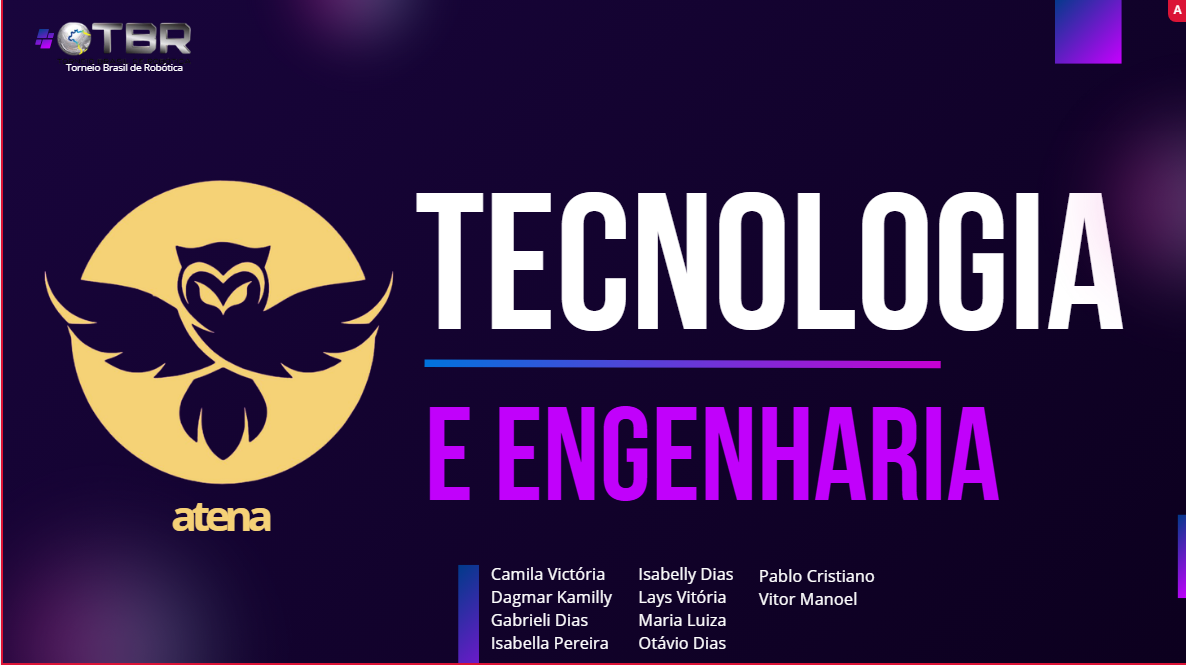 TBR
Torneio Brasil de Robótica
A
TECNOLOGIA
E ENGENHARIA
atena
Camila Victória
Dagmar Kamilly
Gabrieli Dias
Isabella Pereira
Isabelly Dias
Lays Vitória
Maria Luiza
Otávio Dias
Pablo Cristiano
Vitor Manoel